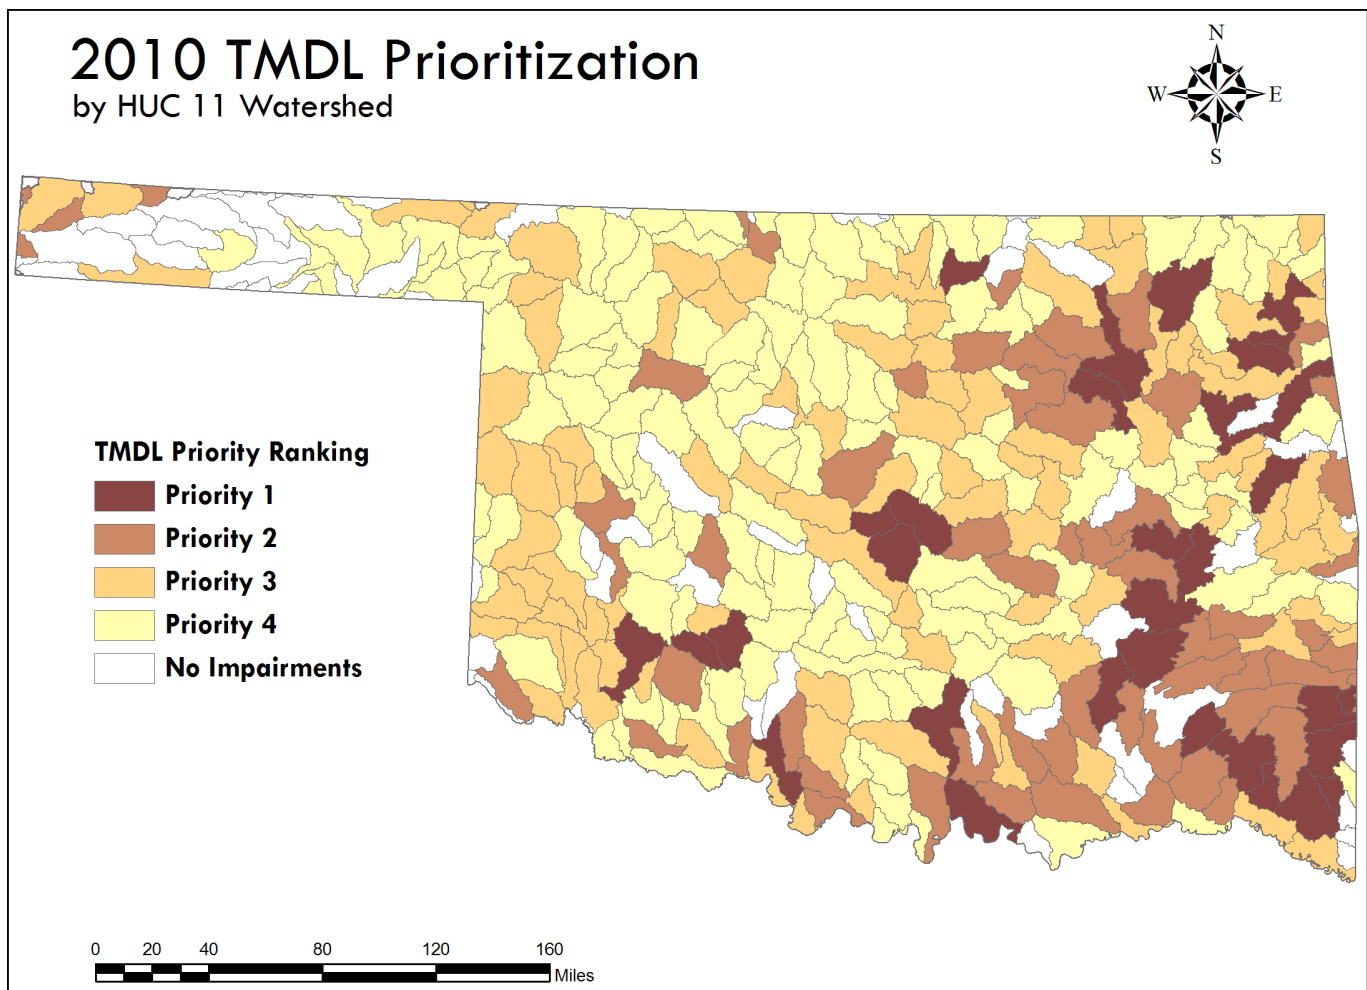 2010 TMDL Prioritization
by HUC 11 Watershed
N
W E
S
TMDL Priority Ranking
Priority 1
Priority 2
Priority 3
Priority 4
No Impairments
0 20 40 80 120 160
Miles